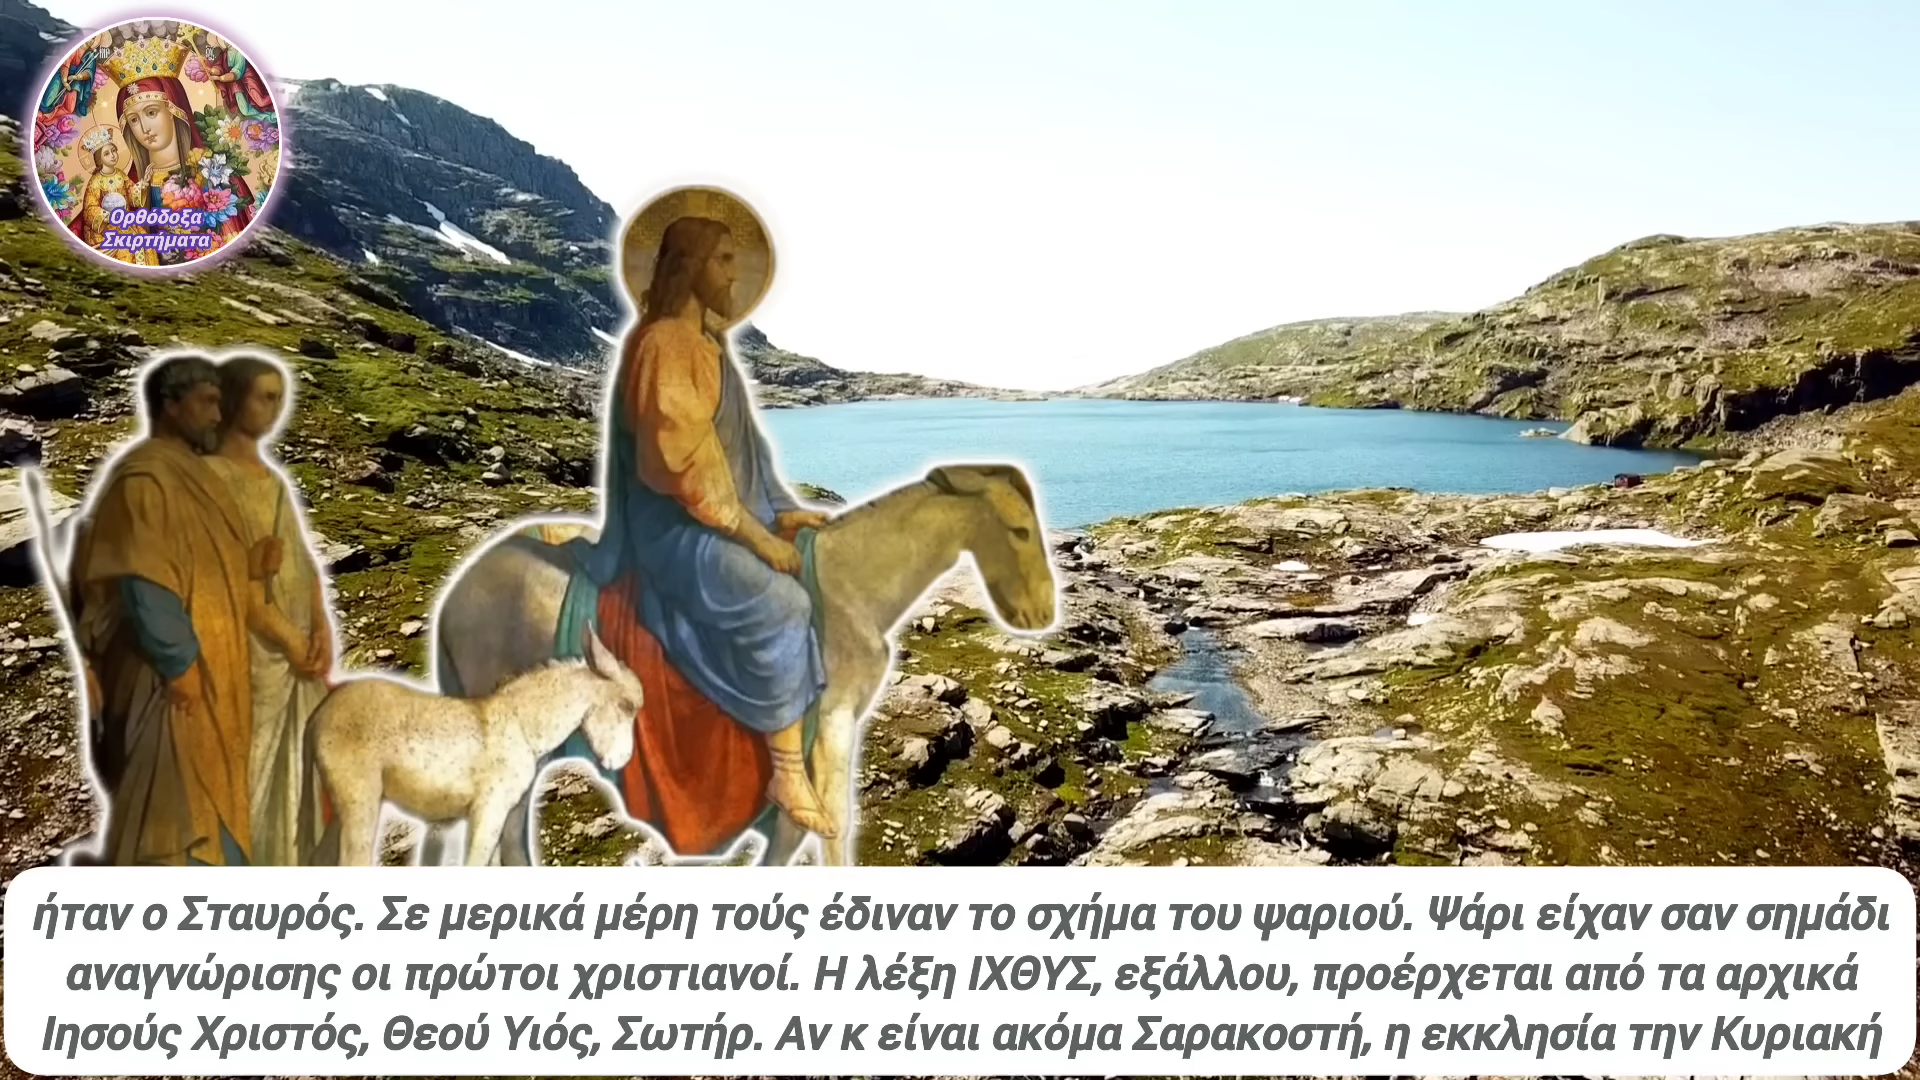 Ορθόδοξα
Σκιρτήματα
ήταν ο Σταυρός. Σε μερικά μέρη τούς έδιναν το σχήμα του ψαριού. Ψάρι είχαν σαν σημάδι
αναγνώρισης οι πρώτοι χριστιανοί. Η λέξη ΙΧΘΥΣ, εξάλλου, προέρχεται από τα αρχικά
Ιησούς Χριστός, Θεού Υιός, Σωτήρ. Αν κ είναι ακόμα Σαρακοστή, η εκκλησία την Κυριακή